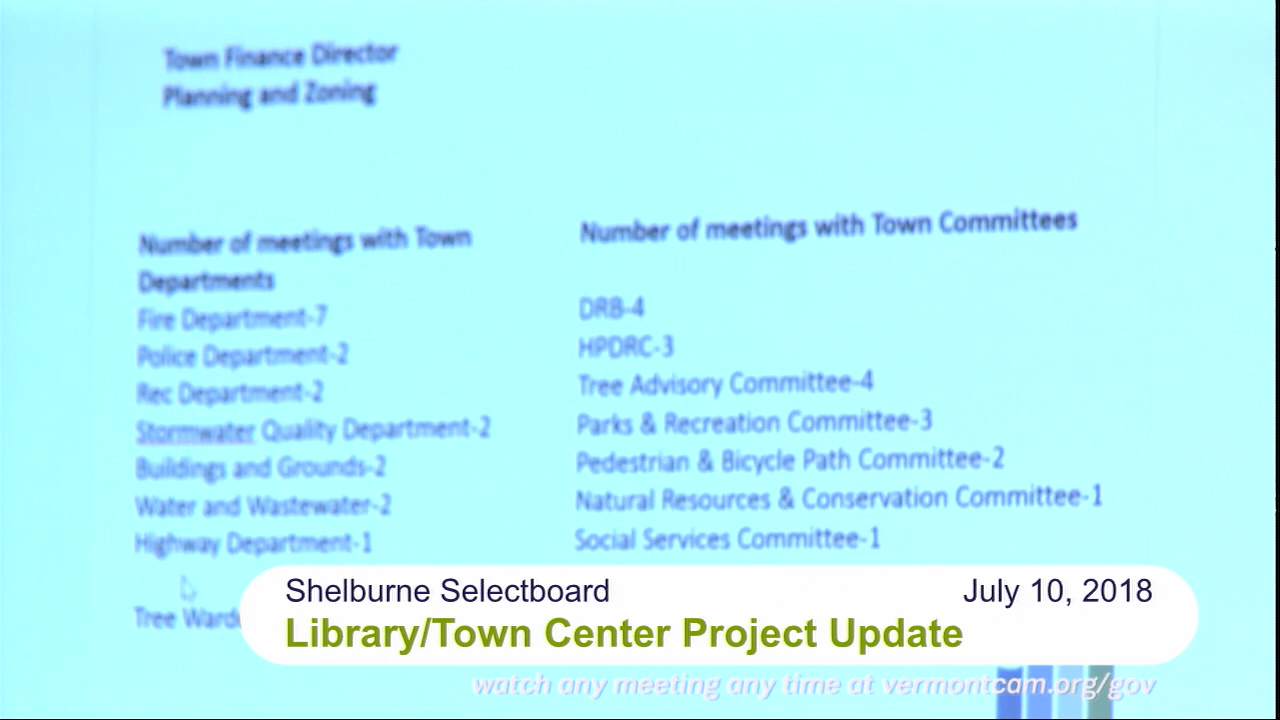 Town Finance Director
Planning and Zoning
Number of meetings with Town
Departments
Fire Department-7
Police Department-2
Rec Department-2
Stormwater Quality Department-2
Buildings and Grounds-2
Water and Wastewater-2
Highway Department-1
Tree
Number of meetings with Town Committees
DRB-4
HPDRC-3
Tree Advisory Committee-4
Parks & Recreation Committee-3
Pedestrian & Bicycle Path Committee-2
Natural Resources & Conservation Committee-1
Social Services Committee-1
Shelburne Selectboard
July 10, 2018
Library/Town Center Project Update
watch any meeting any time at vermontcam.org/gov